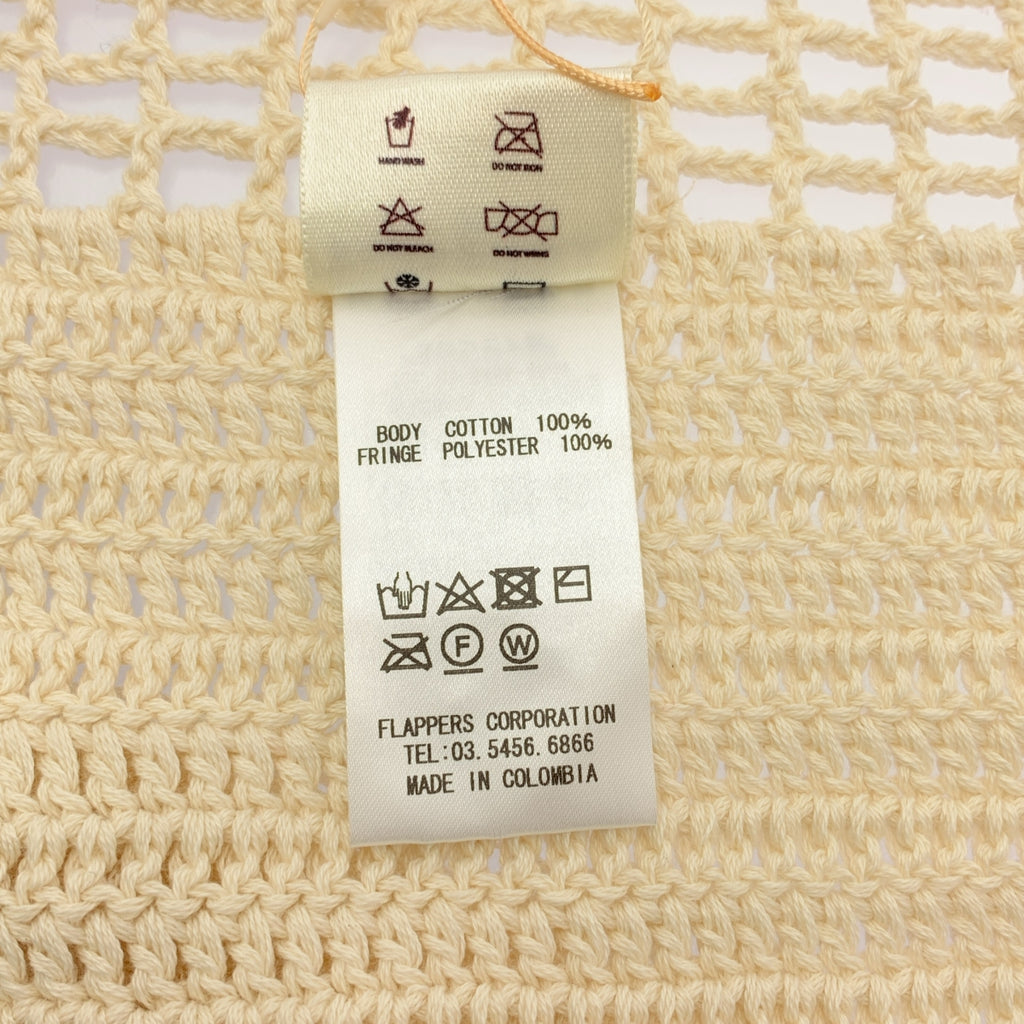 HAND WASH
DO NOT IRON
DO NOT BLEACH
DO NOT WRING
BODY COTTON 100%
FRINGE POLYESTER 100%
F W
FLAPPERS CORPORATION
TEL:03.5456.6866
MADE IN COLOMBIA